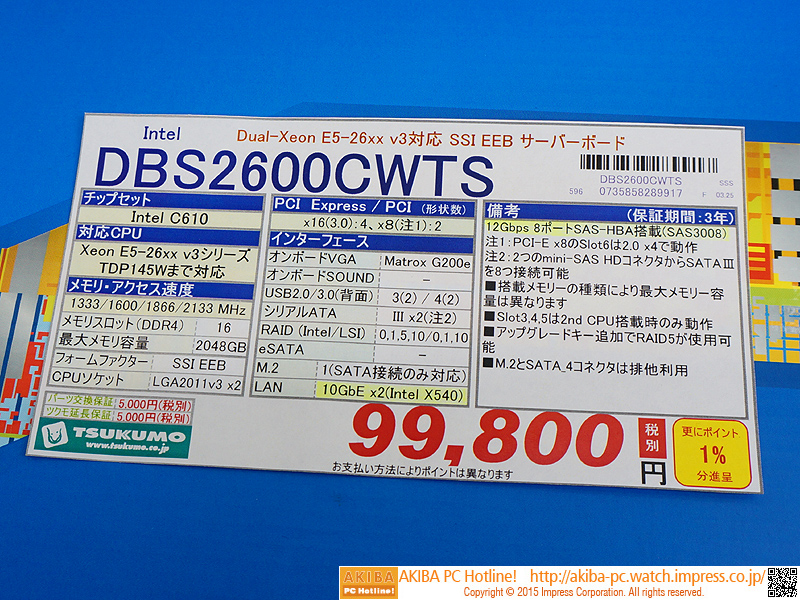 Intel
Dual-Xeon E5-26xx v3対応 SSI EEB サーバーボード
DBS2600CWTS
DBS2600CWTS
SSS
596 0735858289917 F 03.25
チップセット
Intel C610
対応CPU
Xeon E5-26xx v3シリーズ
TDP145Wまで対応
メモリ・アクセス速度
1333/1600/1866/2133 MHz
メモリスロット(DDR4) 16
最大メモリ容量 2048GB
フォームファクター SSI EEB
CPUソケット LGA2011v3 x2
PCI Express / PCI (形状数)
x16(3.0):4、x8(注1):2
インターフェース
オンボードVGA Matrox G200e
オンボードSOUND –
USB2.0/3.0(背面) 3(2) / 4(2)
シリアルATA III x2(注2)
RAID (Intel/LSI) 0,1,5,10/0,1,10
eSATA –
M.2 1(SATA接続のみ対応)
LAN 10GbE x2(Intel X540)
備考 (保証期間:3年)
12Gbps 8ポートSAS-HBA搭載(SAS3008)
注1:PCI-E x8のSlot6は2.0 x4で動作
注2:2つのmini-SAS HDコネクタからSATAⅢ
を8つ接続可能
■搭載メモリーの種類により最大メモリー容
量は異なります
■Slot3,4,5は2nd CPU搭載時のみ動作
■アップグレードキー追加でRAID5が使用可
能
■M.2とSATA_4コネクタは排他利用
パーツ交換保証 5,000円(税別)
ツクモ延長保証 5,000円(税別)
TSUKUMO
www.tsukumo.co.jp
99,800 税別 円
お支払い方法によりポイントは異なります
更にポイント
1%
分進呈
AKIBA PC Hotline!
AKIBA PC Hotline! http://akiba-pc.watch.impress.co.jp/
Copyright © 2015 Impress Corporation. All rights reserved.